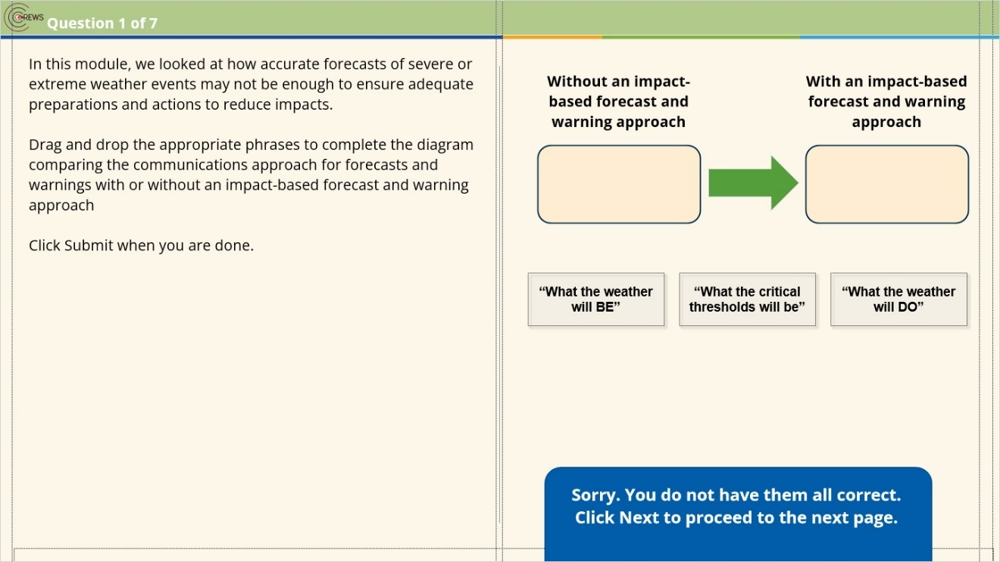 CREWS
Question 1 of 7
In this module, we looked at how accurate forecasts of severe or
extreme weather events may not be enough to ensure adequate
preparations and actions to reduce impacts.
Drag and drop the appropriate phrases to complete the diagram
comparing the communications approach for forecasts and
warnings with or without an impact-based forecast and warning
approach
Click Submit when you are done.
Without an impact-
based forecast and
warning approach
With an impact-based
forecast and warning
approach
“What the weather
will BE”
“What the critical
thresholds will be”
“What the weather
will DO”
Sorry. You do not have them all correct.
Click Next to proceed to the next page.